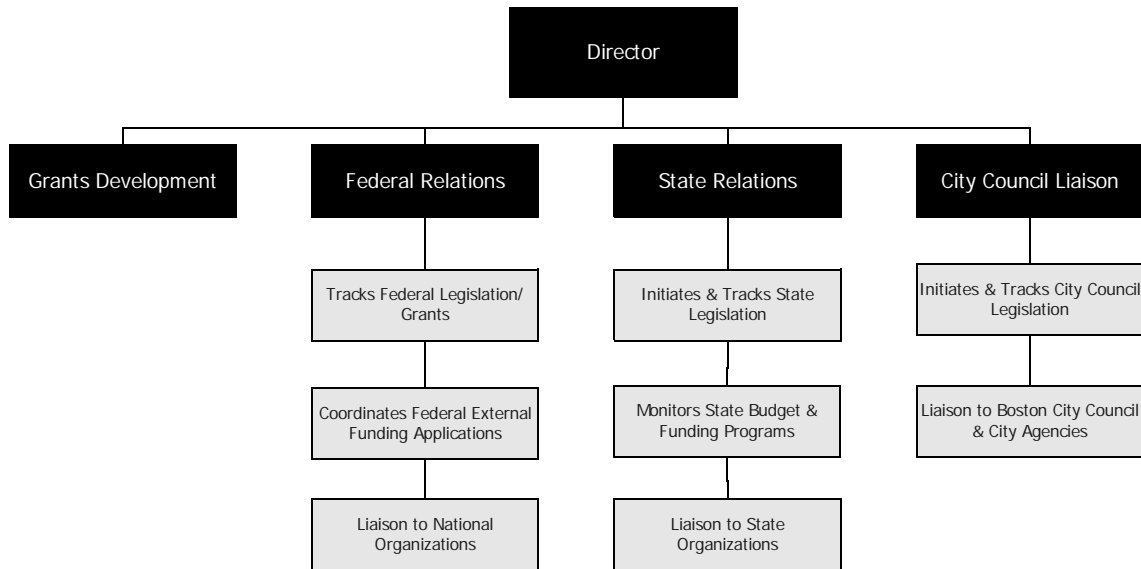 Director
Grants Development
Federal Relations
State Relations
City Council Liaison
Tracks Federal Legislation/
Grants
Initiates & Tracks State
Legislation
Initiates & Tracks City Council
Legislation
Coordinates Federal External
Funding Applications
Monitors State Budget &
Funding Programs
Liaison to Boston City Council
& City Agencies
Liaison to National
Organizations
Liaison to State
Organizations